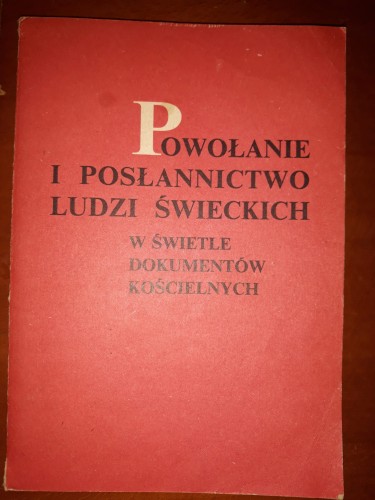 POWOŁANIE
I POSŁANNICTWO
LUDZI ŚWIECKICH
W ŚWIETLE
DOKUMENTÓW
KOŚCIELNYCH